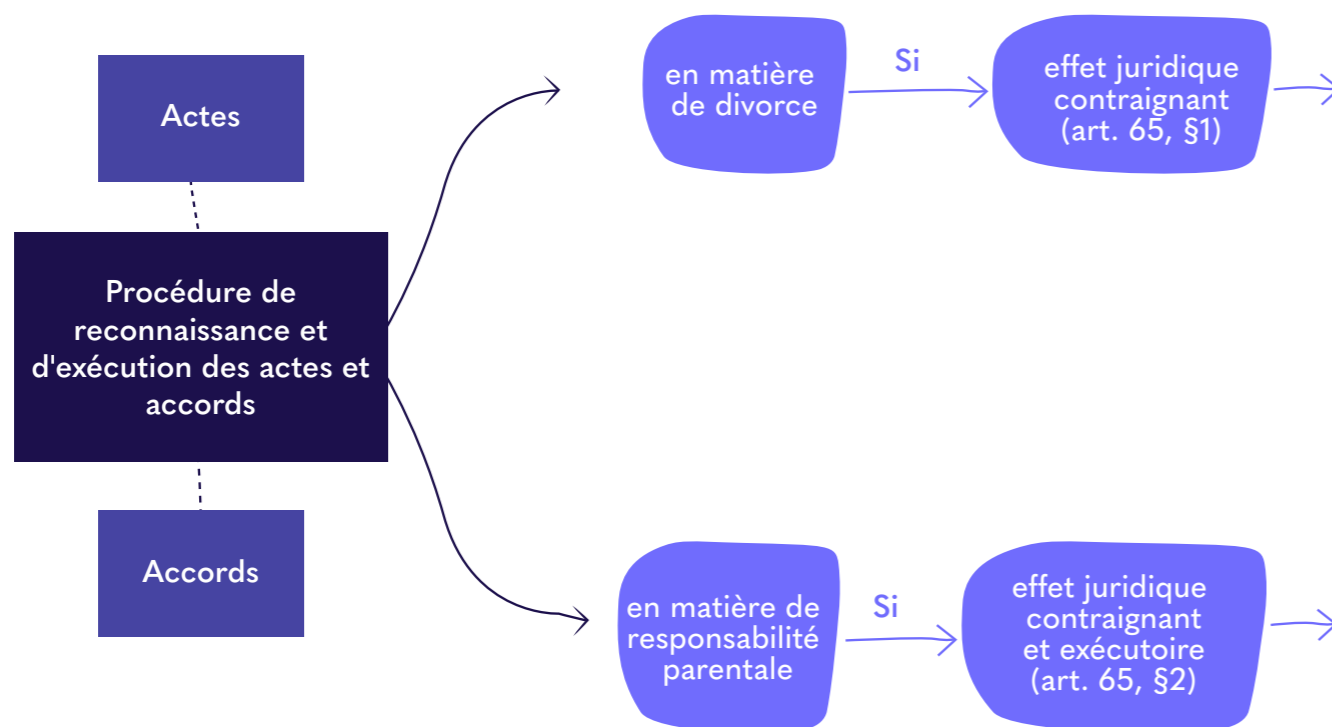 Actes
Procédure de
reconnaissance et
d'exécution des actes et
accords
Accords
en matière
de divorce
Si
effet juridique
contraignant
(art. 65, §1)
en matière de
responsabilité
parentale
Si
effet juridique
contraignant
et exécutoire
(art. 65, §2)